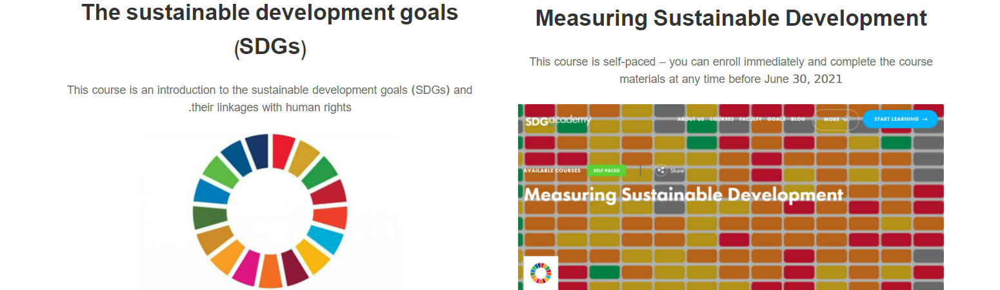 The sustainable development goals
(SDGs)
This course is an introduction to the sustainable development goals (SDGs) and
.their linkages with human rights
Measuring Sustainable Development
This course is self-paced – you can enroll immediately and complete the course
materials at any time before June 30, 2021
SDGacademy
ABOUT US COURSES FACULTY GOALS BLOG MORE START LEARNING →
AVAILABLE COURSES SELF PACED Share
Measuring Sustainable Development